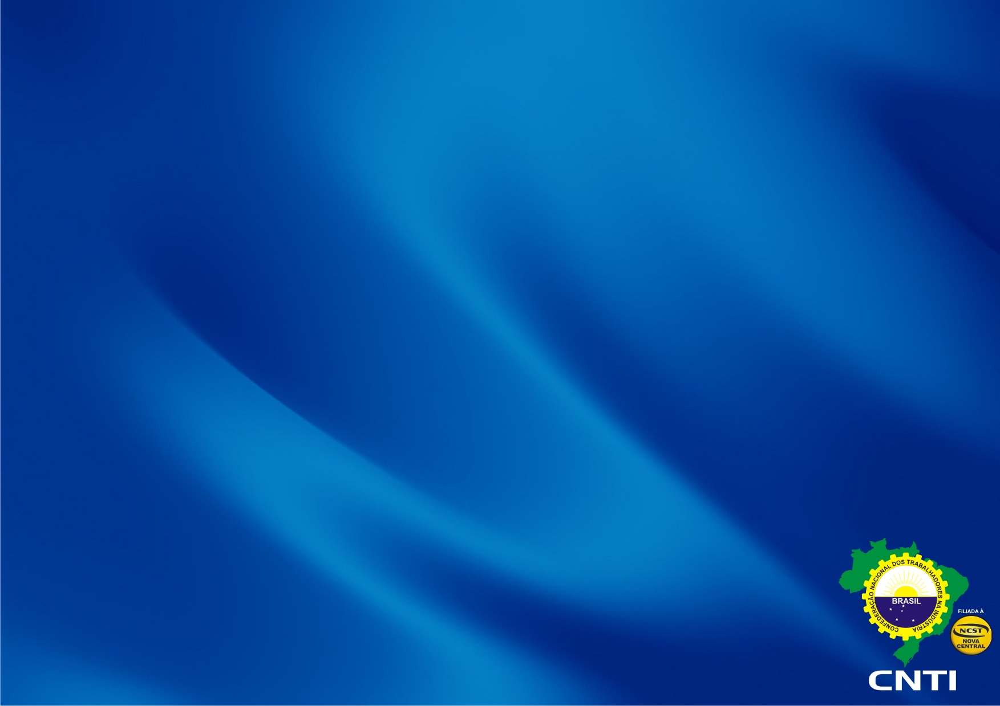 CONFEDERAÇÃO NACIONAL DOS TRABALHADORES NA INDÚSTRIA
BRASIL
FILIADA À
NCST
NOVA
CENTRAL
CNTI